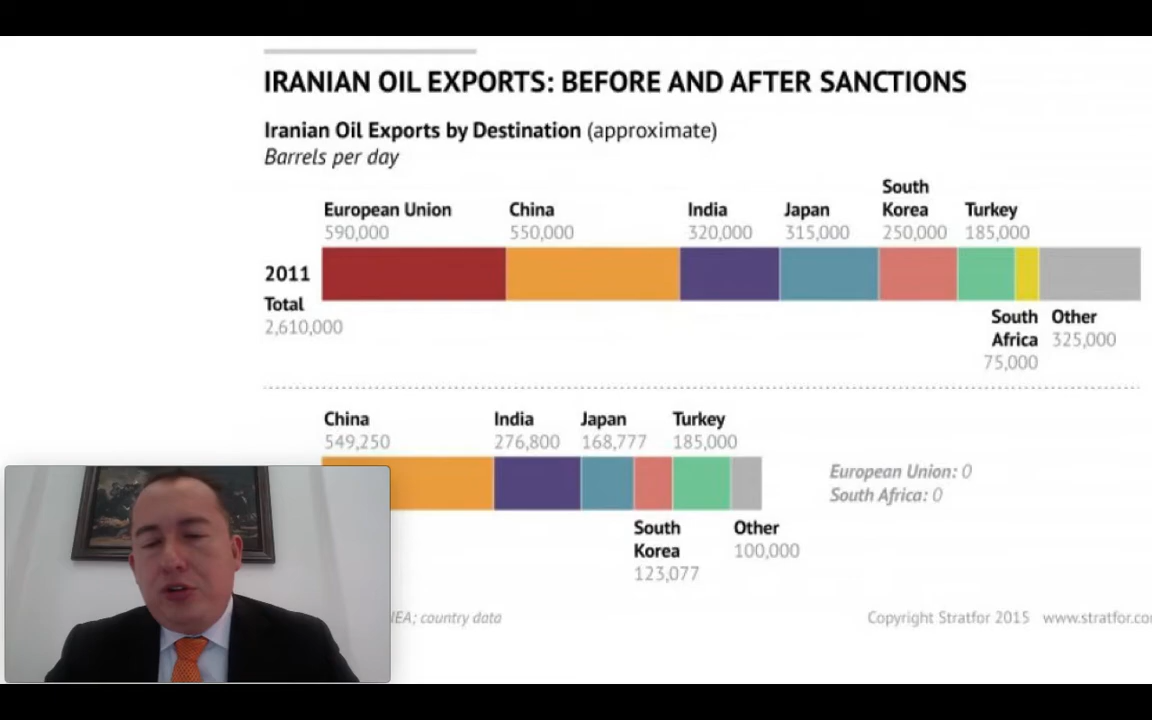 IRANIAN OIL EXPORTS: BEFORE AND AFTER SANCTIONS
Iranian Oil Exports by Destination (approximate)
Barrels per day
European Union
590,000
China
550,000
India
320,000
Japan
315,000
South
Korea
250,000
Turkey
185,000
2011
Total
2,610,000
South
Africa
75,000
Other
325,000
China
549,250
India
276,800
Japan
168,777
Turkey
185,000
European Union: 0
South Africa: 0
South
Korea
123,077
Other
100,000
IEA; country data
Copyright Stratfor 2015 www.stratfor.co